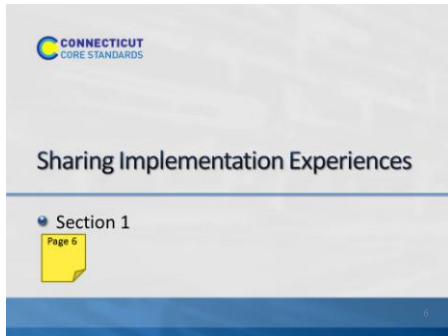 CONNECTICUT
CORE STANDARDS
Sharing Implementation Experiences
Section 1
Page 6
6